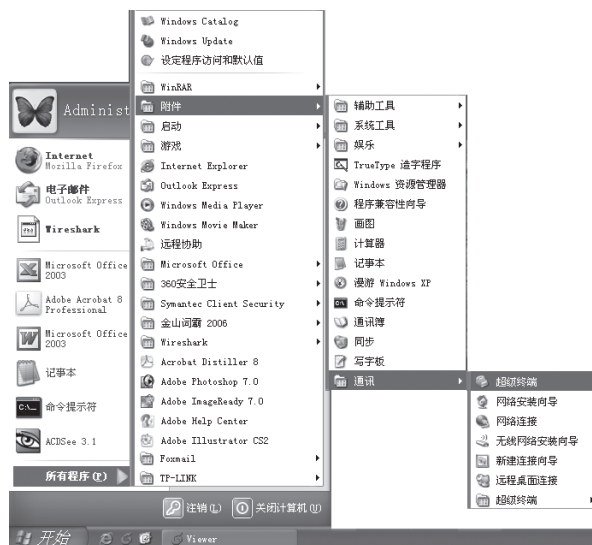 Administ
Internet
Mozilla Firefox
电子邮件
Outlook Express
Wireshark
Microsoft Office
2003
Adobe Acrobat 8
Professional
Microsoft Office
2003
记事本
命令提示符
ACDSee 3.1
所有程序(P)
Windows Catalog
Windows Update
设定程序访问和默认值
WinRAR
附件
启动
游戏
Internet Explorer
Outlook Express
Windows Media Player
Windows Movie Maker
远程协助
Microsoft Office
360安全卫士
Symantec Client Security
金山词霸 2006
Wireshark
Acrobat Distiller 8
Adobe Photoshop 7.0
Adobe ImageReady 7.0
Adobe Help Center
Adobe Illustrator CS2
Foxmail
TP-LINK
辅助工具
系统工具
娱乐
TrueType 造字程序
Windows 资源管理器
程序兼容性向导
画图
计算器
记事本
漫游 Windows XP
命令提示符
通讯簿
同步
写字板
通讯
超级终端
网络安装向导
网络连接
无线网络安装向导
新建连接向导
远程桌面连接
超级终端
注销(L)
关闭计算机(U)
开始
Viewer